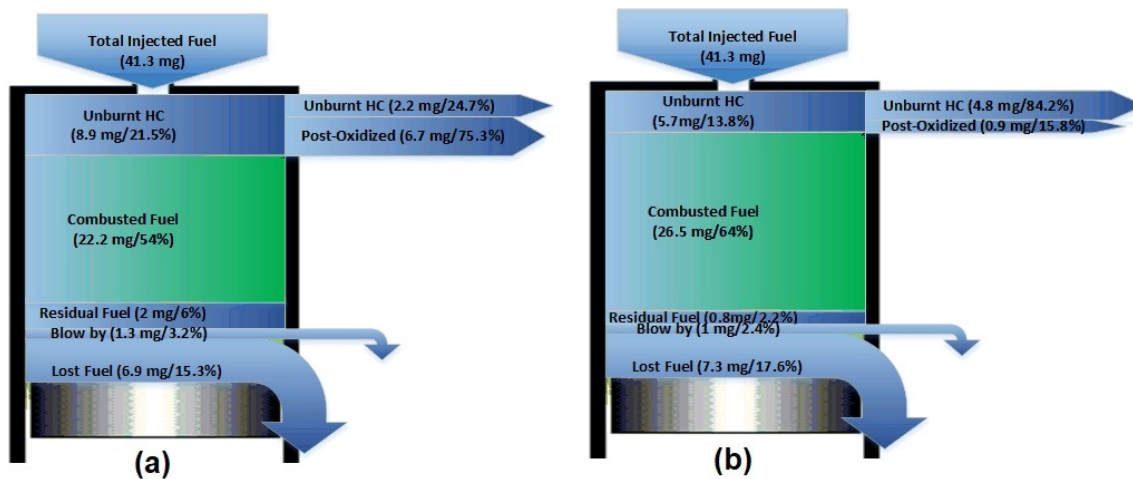 Total Injected Fuel
(41.3 mg)
Unburnt HC
(8.9 mg/21.5%)
Unburnt HC (2.2 mg/24.7%)
Post-Oxidized (6.7 mg/75.3%)
Combusted Fuel
(22.2 mg/54%)
Residual Fuel (2 mg/6%)
Blow by (1.3 mg/3.2%)
Lost Fuel (6.9 mg/15.3%)
(a)
Total Injected Fuel
(41.3 mg)
Unburnt HC
(5.7mg/13.8%)
Unburnt HC (4.8 mg/84.2%)
Post-Oxidized (0.9 mg/15.8%)
Combusted Fuel
(26.5 mg/64%)
Residual Fuel (0.8mg/2.2%)
Blow by (1 mg/2.4%)
Lost Fuel (7.3 mg/17.6%)
(b)